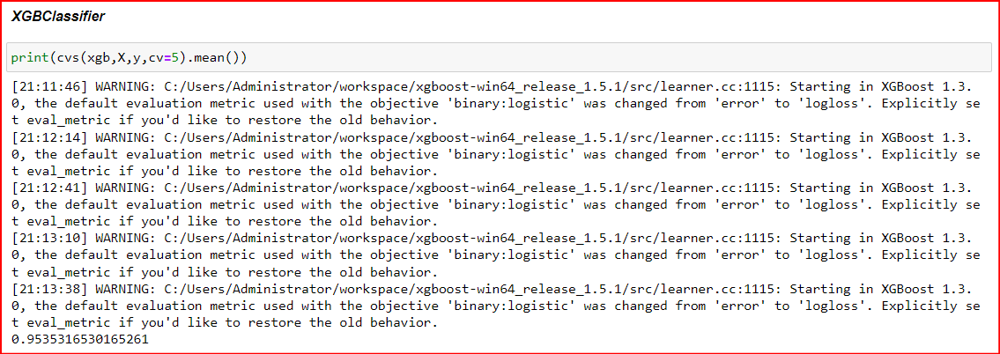 XGBClassifier
print(cvs(xgb,X,y,cv=5).mean())
[21:11:46] WARNING: C:/Users/Administrator/workspace/xgboost-win64_release_1.5.1/src/learner.cc:1115: Starting in XGBoost 1.3.
0, the default evaluation metric used with the objective 'binary:logistic' was changed from 'error' to 'logloss'. Explicitly se
t eval_metric if you'd like to restore the old behavior.
[21:12:14] WARNING: C:/Users/Administrator/workspace/xgboost-win64_release_1.5.1/src/learner.cc:1115: Starting in XGBoost 1.3.
0, the default evaluation metric used with the objective 'binary:logistic' was changed from 'error' to 'logloss'. Explicitly se
t eval_metric if you'd like to restore the old behavior.
[21:12:41] WARNING: C:/Users/Administrator/workspace/xgboost-win64_release_1.5.1/src/learner.cc:1115: Starting in XGBoost 1.3.
0, the default evaluation metric used with the objective 'binary:logistic' was changed from 'error' to 'logloss'. Explicitly se
t eval_metric if you'd like to restore the old behavior.
[21:13:10] WARNING: C:/Users/Administrator/workspace/xgboost-win64_release_1.5.1/src/learner.cc:1115: Starting in XGBoost 1.3.
0, the default evaluation metric used with the objective 'binary:logistic' was changed from 'error' to 'logloss'. Explicitly se
t eval_metric if you'd like to restore the old behavior.
[21:13:38] WARNING: C:/Users/Administrator/workspace/xgboost-win64_release_1.5.1/src/learner.cc:1115: Starting in XGBoost 1.3.
0, the default evaluation metric used with the objective 'binary:logistic' was changed from 'error' to 'logloss'. Explicitly se
t eval_metric if you'd like to restore the old behavior.
0.9535316530165261